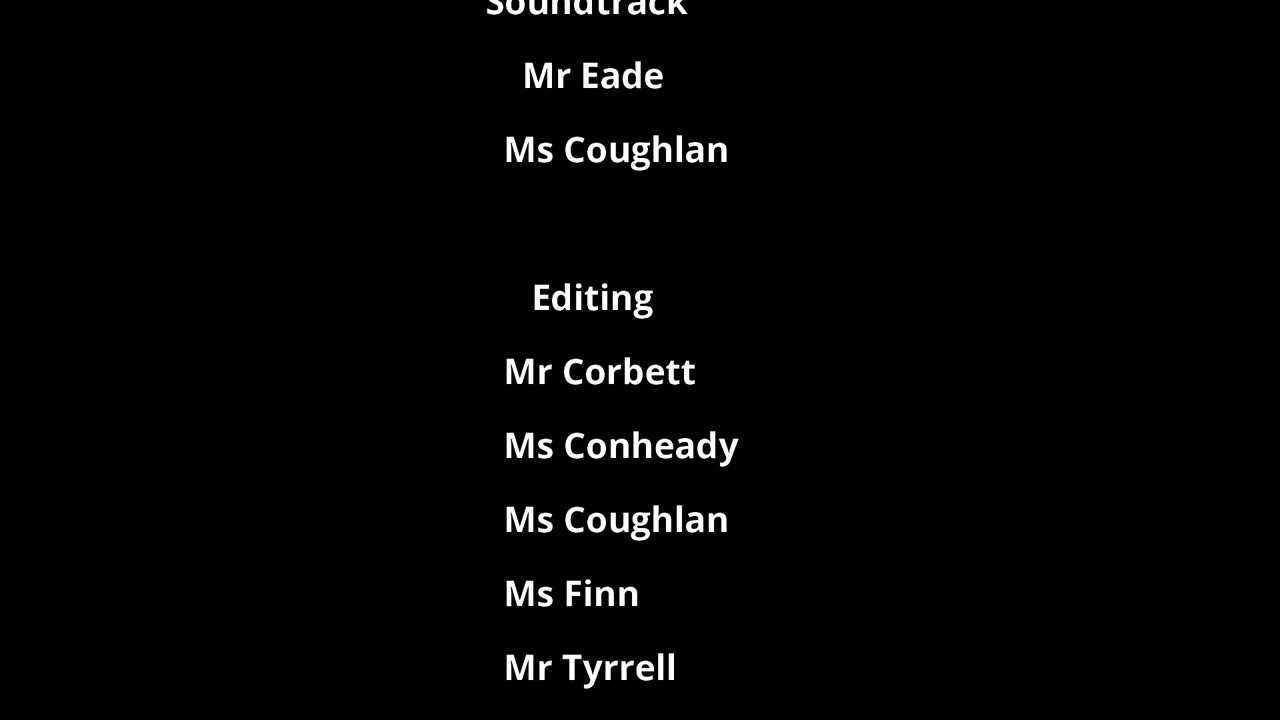 Soundtrack
Mr Eade
Ms Coughlan
Editing
Mr Corbett
Ms Conheady
Ms Coughlan
Ms Finn
Mr Tyrrell